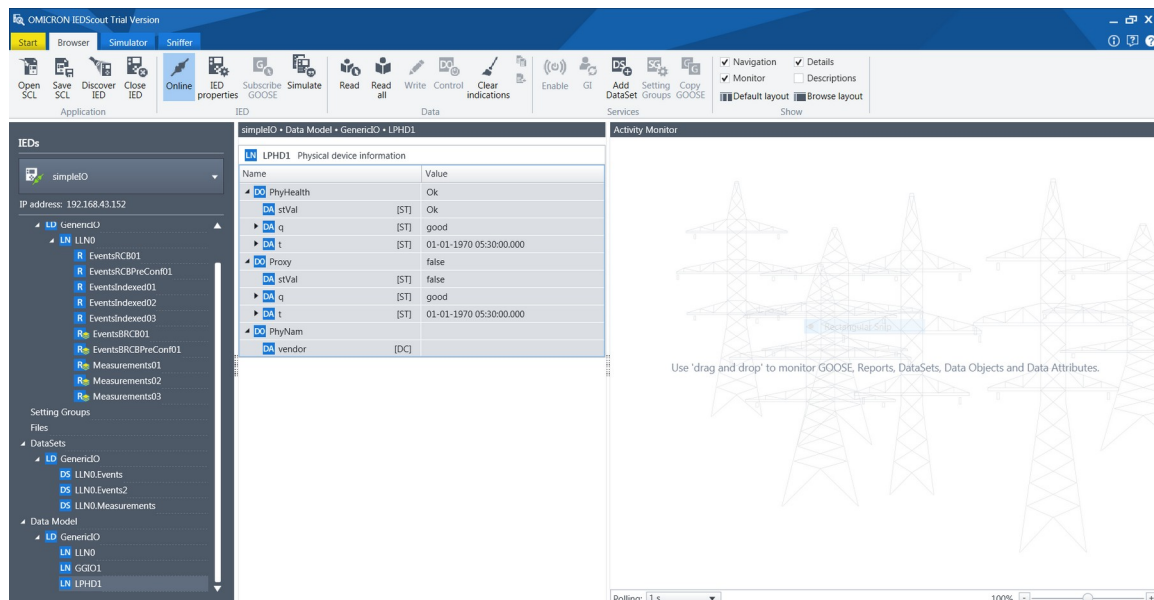 OMICRON IEDScout Trial Version
Start Browser Simulator Sniffer
Open SCL
Save SCL
Discover IED
Close IED
Online
IED properties
Subscribe GOOSE
Simulate
Read
Read all
Write
Control
Clear indications
Enable
GI
Add DataSet
Setting Groups
Copy GOOSE
Navigation
Details
Monitor
Descriptions
Default layout
Browse layout
Application IED Data Services Show
IEDs
simpleIO
IP address: 192.168.43.152
LD GenericIO
LN LLN0
R EventsRCB01
R EventsRCBPreConf01
R EventsIndexed01
R EventsIndexed02
R EventsIndexed03
R EventsBRCB01
R EventsBRCBPreConf01
R Measurements01
R Measurements02
R Measurements03
Setting Groups
Files
DataSets
LD GenericIO
DS LLN0.Events
DS LLN0.Events2
DS LLN0.Measurements
Data Model
LD GenericIO
LN LLN0
LN GGIO1
LN LPHD1
simpleIO • Data Model • GenericIO • LPHD1
LN LPHD1 Physical device information
Name Value
DO PhyHealth Ok
DA stVal [ST] Ok
DA q [ST] good
DA t [ST] 01-01-1970 05:30:00.000
DO Proxy false
DA stVal [ST] false
DA q [ST] good
DA t [ST] 01-01-1970 05:30:00.000
DO PhyNam
DA vendor [DC]
Activity Monitor
Use 'drag and drop' to monitor GOOSE, Reports, DataSets, Data Objects and Data Attributes.
Polling: 1 s
100%